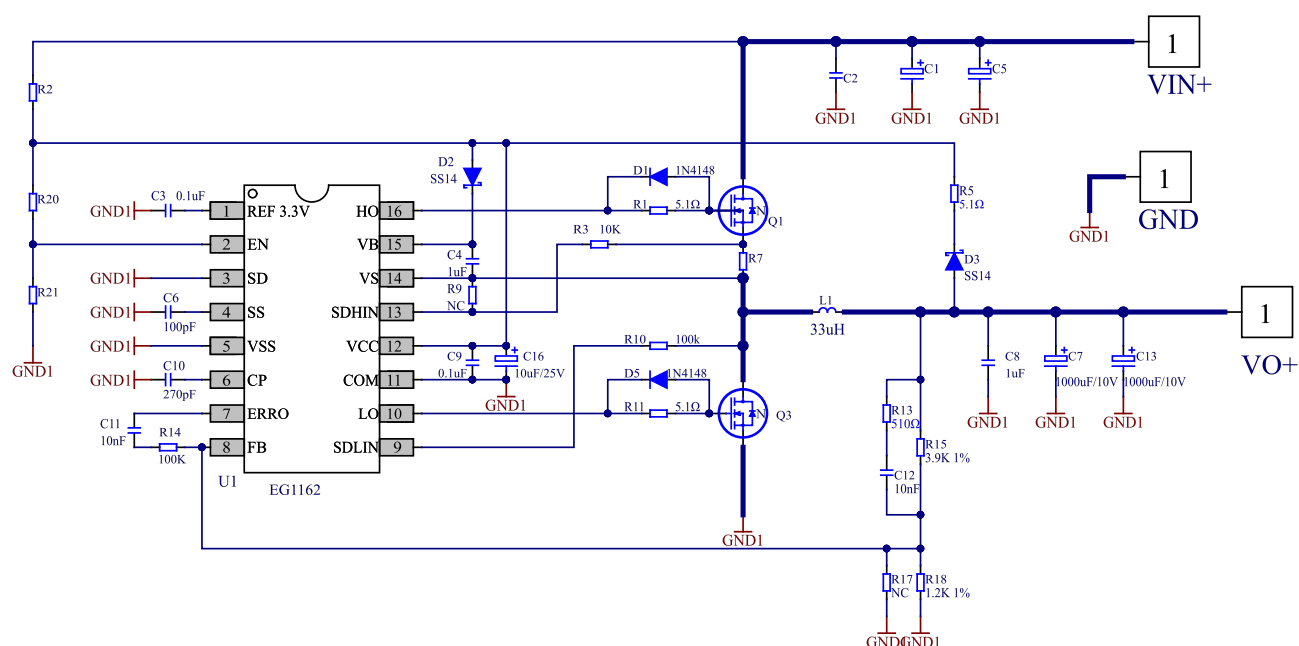 1
VIN+
R2
C2
C1
C5
GND1
GND1
GND1
D2
SS14
D1
1N4148
1
GND
GND1
C3
0.1uF
R20
GND1
1
REF 3.3V
HO
16
R1
5.1Ω
N
Q1
R5
5.1Ω
R3
10K
2
EN
VB
15
C4
1uF
R7
D3
SS14
GND1
3
SD
VS
14
R21
R9
NC
C6
100pF
GND1
4
SS
SDHIN
13
L1
33uH
1
VO+
GND1
5
VSS
VCC
12
R10
100k
C9
0.1uF
C16
10uF/25V
C8
1uF
C7
1000uF/10V
C13
1000uF/10V
GND1
C10
270pF
GND1
6
CP
COM
11
D5
1N4148
GND1
R11
5.1Ω
7
ERRO
LO
10
N
Q3
R13
510Ω
GND1
GND1
GND1
C11
10nF
R14
100K
8
FB
SDLIN
9
R15
3.9K 1%
U1
EG1162
C12
10nF
GND1
R17
NC
R18
1.2K 1%
GND1
GND1